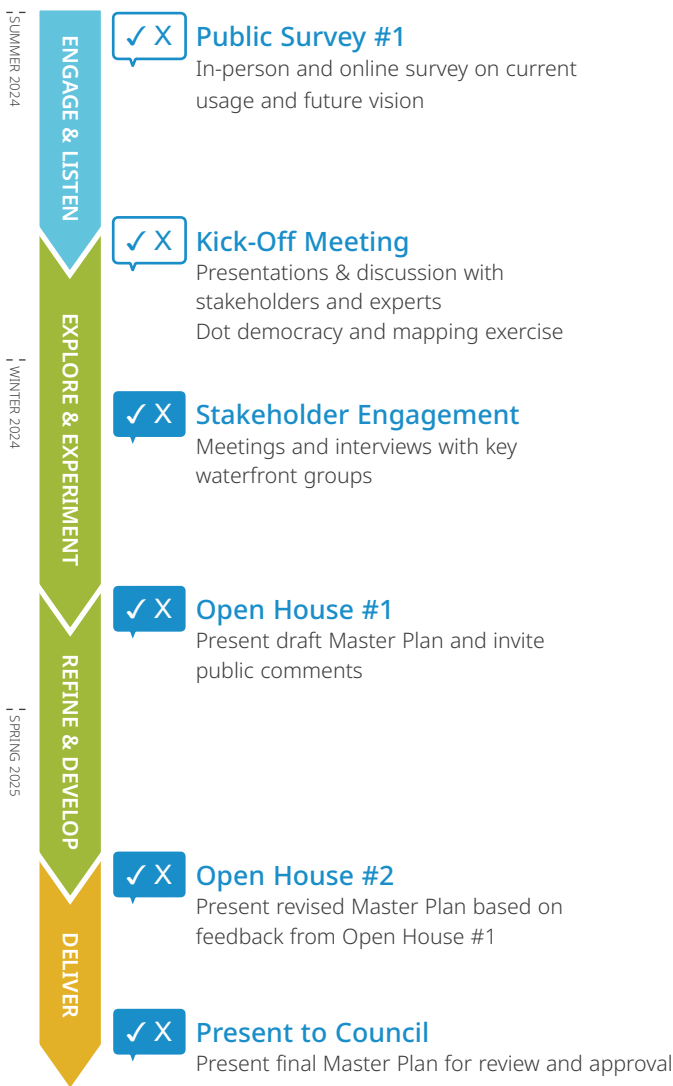 SUMMER 2024
ENGAGE & LISTEN
✓ X
Public Survey #1
In-person and online survey on current
usage and future vision
✓ X
Kick-Off Meeting
Presentations & discussion with
stakeholders and experts
Dot democracy and mapping exercise
WINTER 2024
EXPLORE & EXPERIMENT
✓ X
Stakeholder Engagement
Meetings and interviews with key
waterfront groups
✓ X
Open House #1
Present draft Master Plan and invite
public comments
SPRING 2025
REFINE & DEVELOP
✓ X
Open House #2
Present revised Master Plan based on
feedback from Open House #1
DELIVER
✓ X
Present to Council
Present final Master Plan for review and approval